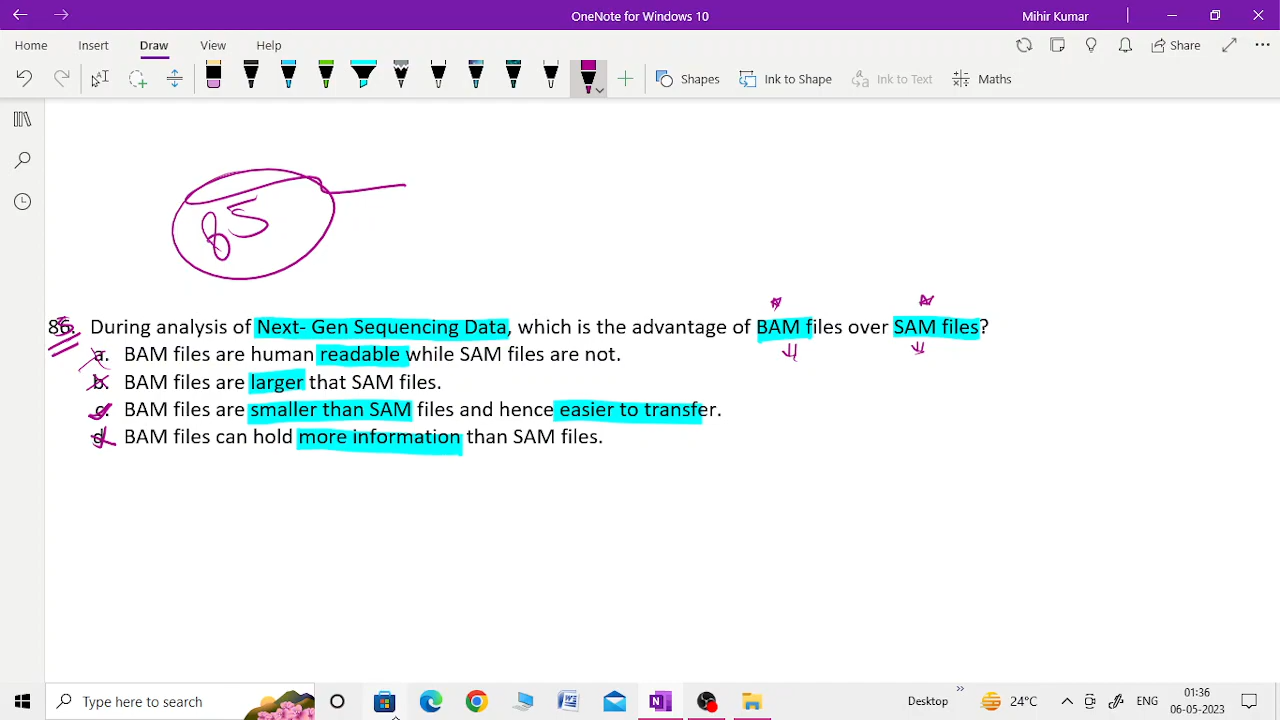 OneNote for Windows 10
Mihir Kumar
Home Insert Draw View Help
Share
Shapes
Ink to Shape
Ink to Text
Maths
85
86. During analysis of Next- Gen Sequencing Data, which is the advantage of BAM files over SAM files?
a. BAM files are human readable while SAM files are not.
b. BAM files are larger that SAM files.
c. BAM files are smaller than SAM files and hence easier to transfer.
d. BAM files can hold more information than SAM files.
Type here to search
Desktop
24°C
ENG
01:36
06-05-2023